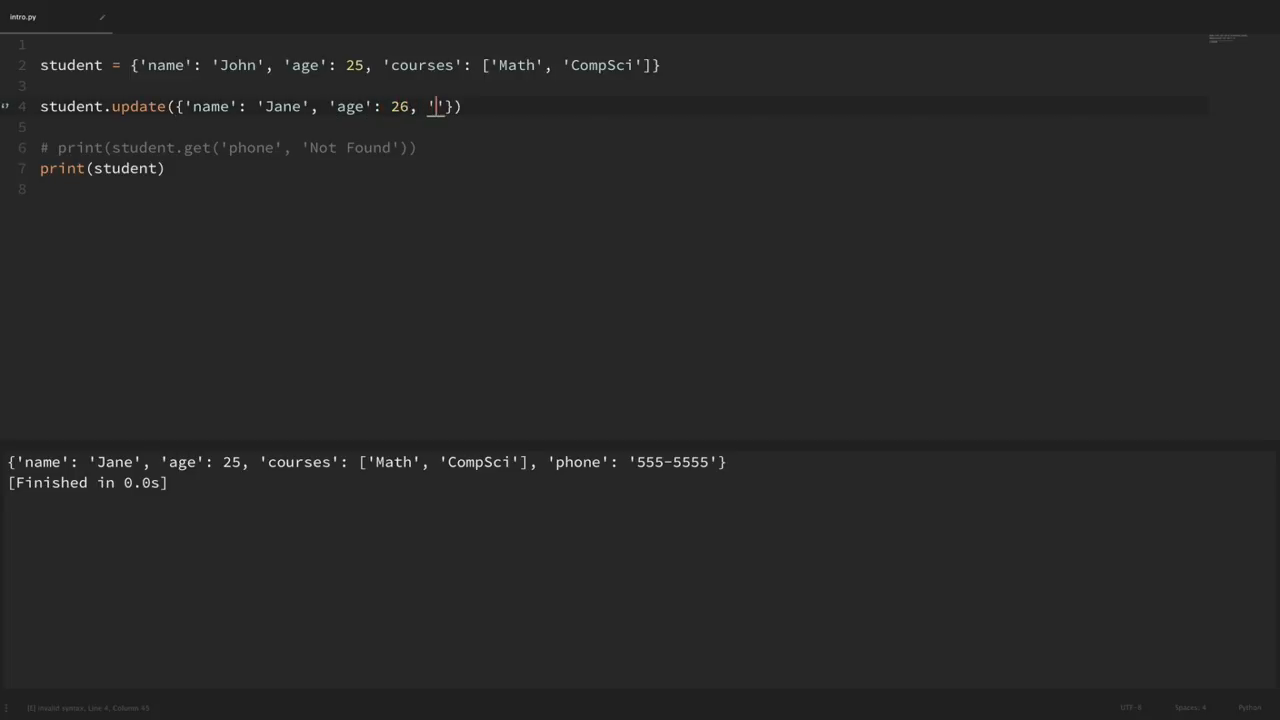 intro.py
1
2 student = {'name': 'John', 'age': 25, 'courses': ['Math', 'CompSci']}
3
4 student.update({'name': 'Jane', 'age': 26, ''})
5
6 # print(student.get('phone', 'Not Found'))
7 print(student)
8
{'name': 'Jane', 'age': 25, 'courses': ['Math', 'CompSci'], 'phone': '555-5555'}
[Finished in 0.0s]
[E] invalid syntax, Line 4, Column 45
UTF-8 Spaces: 4 Python